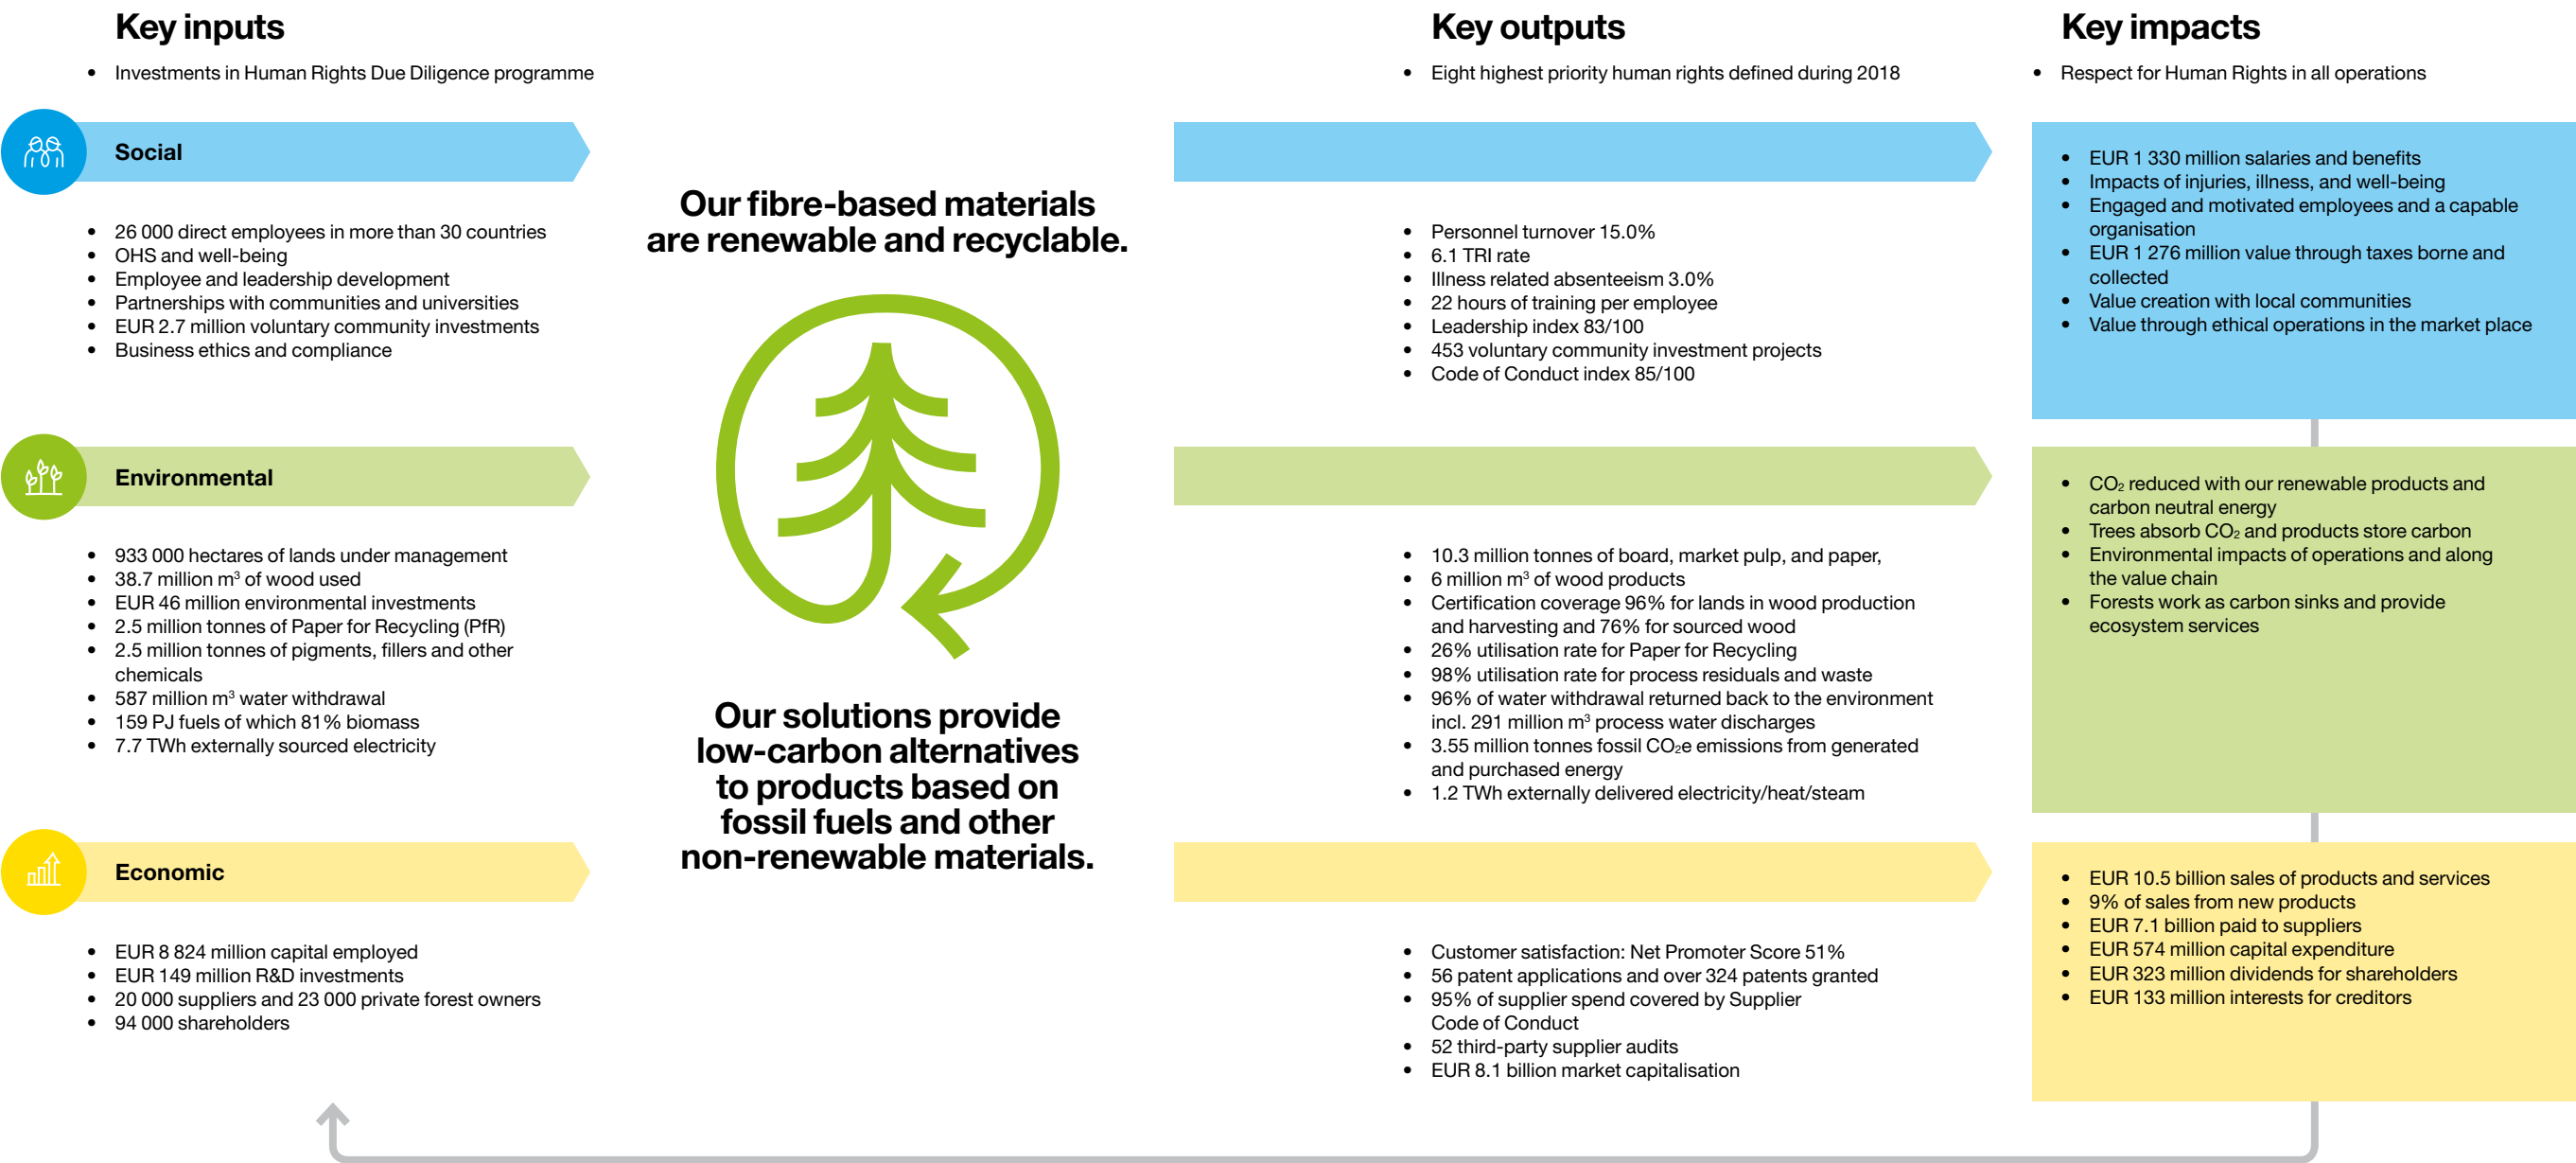 Key inputs
• Investments in Human Rights Due Diligence programme
Social
• 26 000 direct employees in more than 30 countries
• OHS and well-being
• Employee and leadership development
• Partnerships with communities and universities
• EUR 2.7 million voluntary community investments
• Business ethics and compliance
Environmental
• 933 000 hectares of lands under management
• 38.7 million m³ of wood used
• EUR 46 million environmental investments
• 2.5 million tonnes of Paper for Recycling (PfR)
• 2.5 million tonnes of pigments, fillers and other
chemicals
• 587 million m³ water withdrawal
• 159 PJ fuels of which 81% biomass
• 7.7 TWh externally sourced electricity
Economic
• EUR 8 824 million capital employed
• EUR 149 million R&D investments
• 20 000 suppliers and 23 000 private forest owners
• 94 000 shareholders
Our fibre-based materials
are renewable and recyclable.
Our solutions provide
low-carbon alternatives
to products based on
fossil fuels and other
non-renewable materials.
Key outputs
• Eight highest priority human rights defined during 2018
• Personnel turnover 15.0%
• 6.1 TRI rate
• Illness related absenteeism 3.0%
• 22 hours of training per employee
• Leadership index 83/100
• 453 voluntary community investment projects
• Code of Conduct index 85/100
• 10.3 million tonnes of board, market pulp, and paper,
• 6 million m³ of wood products
• Certification coverage 96% for lands in wood production
and harvesting and 76% for sourced wood
• 26% utilisation rate for Paper for Recycling
• 98% utilisation rate for process residuals and waste
• 96% of water withdrawal returned back to the environment
incl. 291 million m³ process water discharges
• 3.55 million tonnes fossil CO₂e emissions from generated
and purchased energy
• 1.2 TWh externally delivered electricity/heat/steam
• Customer satisfaction: Net Promoter Score 51%
• 56 patent applications and over 324 patents granted
• 95% of supplier spend covered by Supplier
Code of Conduct
• 52 third-party supplier audits
• EUR 8.1 billion market capitalisation
Key impacts
• Respect for Human Rights in all operations
• EUR 1 330 million salaries and benefits
• Impacts of injuries, illness, and well-being
• Engaged and motivated employees and a capable
organisation
• EUR 1 276 million value through taxes borne and
collected
• Value creation with local communities
• Value through ethical operations in the market place
• CO₂ reduced with our renewable products and
carbon neutral energy
• Trees absorb CO₂ and products store carbon
• Environmental impacts of operations and along
the value chain
• Forests work as carbon sinks and provide
ecosystem services
• EUR 10.5 billion sales of products and services
• 9% of sales from new products
• EUR 7.1 billion paid to suppliers
• EUR 574 million capital expenditure
• EUR 323 million dividends for shareholders
• EUR 133 million interests for creditors